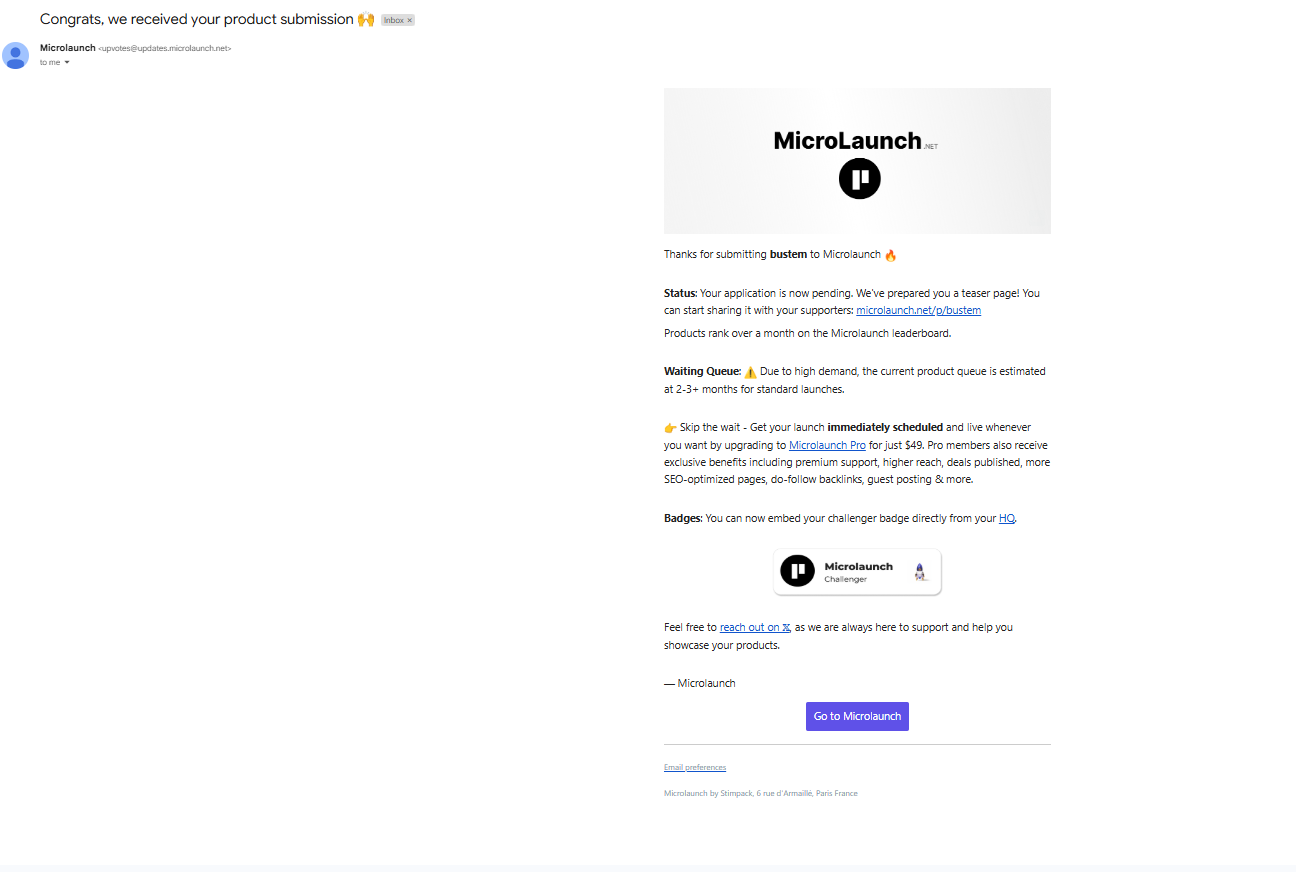 Congrats, we received your product submission 🙌 Inbox ×
Microlaunch <upvotes@updates.microlaunch.net>
to me
MicroLaunch .NET
Thanks for submitting bustem to Microlaunch 🔥
Status: Your application is now pending. We've prepared you a teaser page! You
can start sharing it with your supporters: microlaunch.net/p/bustem
Products rank over a month on the Microlaunch leaderboard.
Waiting Queue: ⚠️ Due to high demand, the current product queue is estimated
at 2-3+ months for standard launches.
👉 Skip the wait - Get your launch immediately scheduled and live whenever
you want by upgrading to Microlaunch Pro for just $49. Pro members also receive
exclusive benefits including premium support, higher reach, deals published, more
SEO-optimized pages, do-follow backlinks, guest posting & more.
Badges: You can now embed your challenger badge directly from your HQ.
Microlaunch
Challenger
Feel free to reach out on 𝕏, as we are always here to support and help you
showcase your products.
— Microlaunch
Go to Microlaunch
Email preferences
Microlaunch by Stimpack, 6 rue d'Armaillé, Paris France